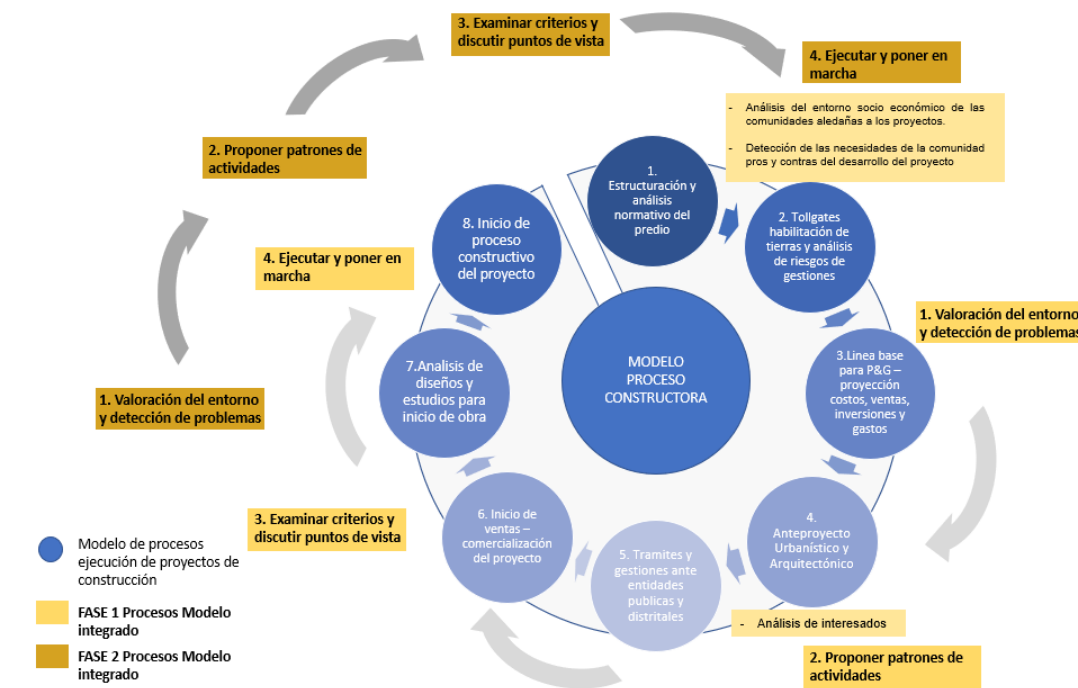 3. Examinar criterios y
discutir puntos de vista
4. Ejecutar y poner en
marcha
- Análisis del entorno socio económico de las
comunidades aledañas a los proyectos.
- Detección de las necesidades de la comunidad
pros y contras del desarrollo del proyecto
2. Proponer patrones de
actividades
1.
Estructuración y
análisis
normativo del
predio
2. Tollgates
habilitación de
tierras y análisis
de riesgos de
gestiones
8. Inicio de
proceso
constructivo
del proyecto
4. Ejecutar y poner en
marcha
1. Valoración del entorno
y detección de problemas
3.Linea base
para P&G –
proyección
costos, ventas,
inversiones y
gastos
MODELO
PROCESO
CONSTRUCTORA
7.Analisis de
diseños y
estudios para
inicio de obra
1. Valoración del entorno
y detección de problemas
3. Examinar criterios y
discutir puntos de vista
6. Inicio de
ventas –
comercialización
del proyecto
4.
Anteproyecto
Urbanístico y
Arquitectónico
5. Tramites y
gestiones ante
entidades
publicas y
distritales
- Análisis de interesados
2. Proponer patrones de
actividades
Modelo de procesos
ejecución de proyectos de
construcción
FASE 1 Procesos Modelo
integrado
FASE 2 Procesos Modelo
integrado